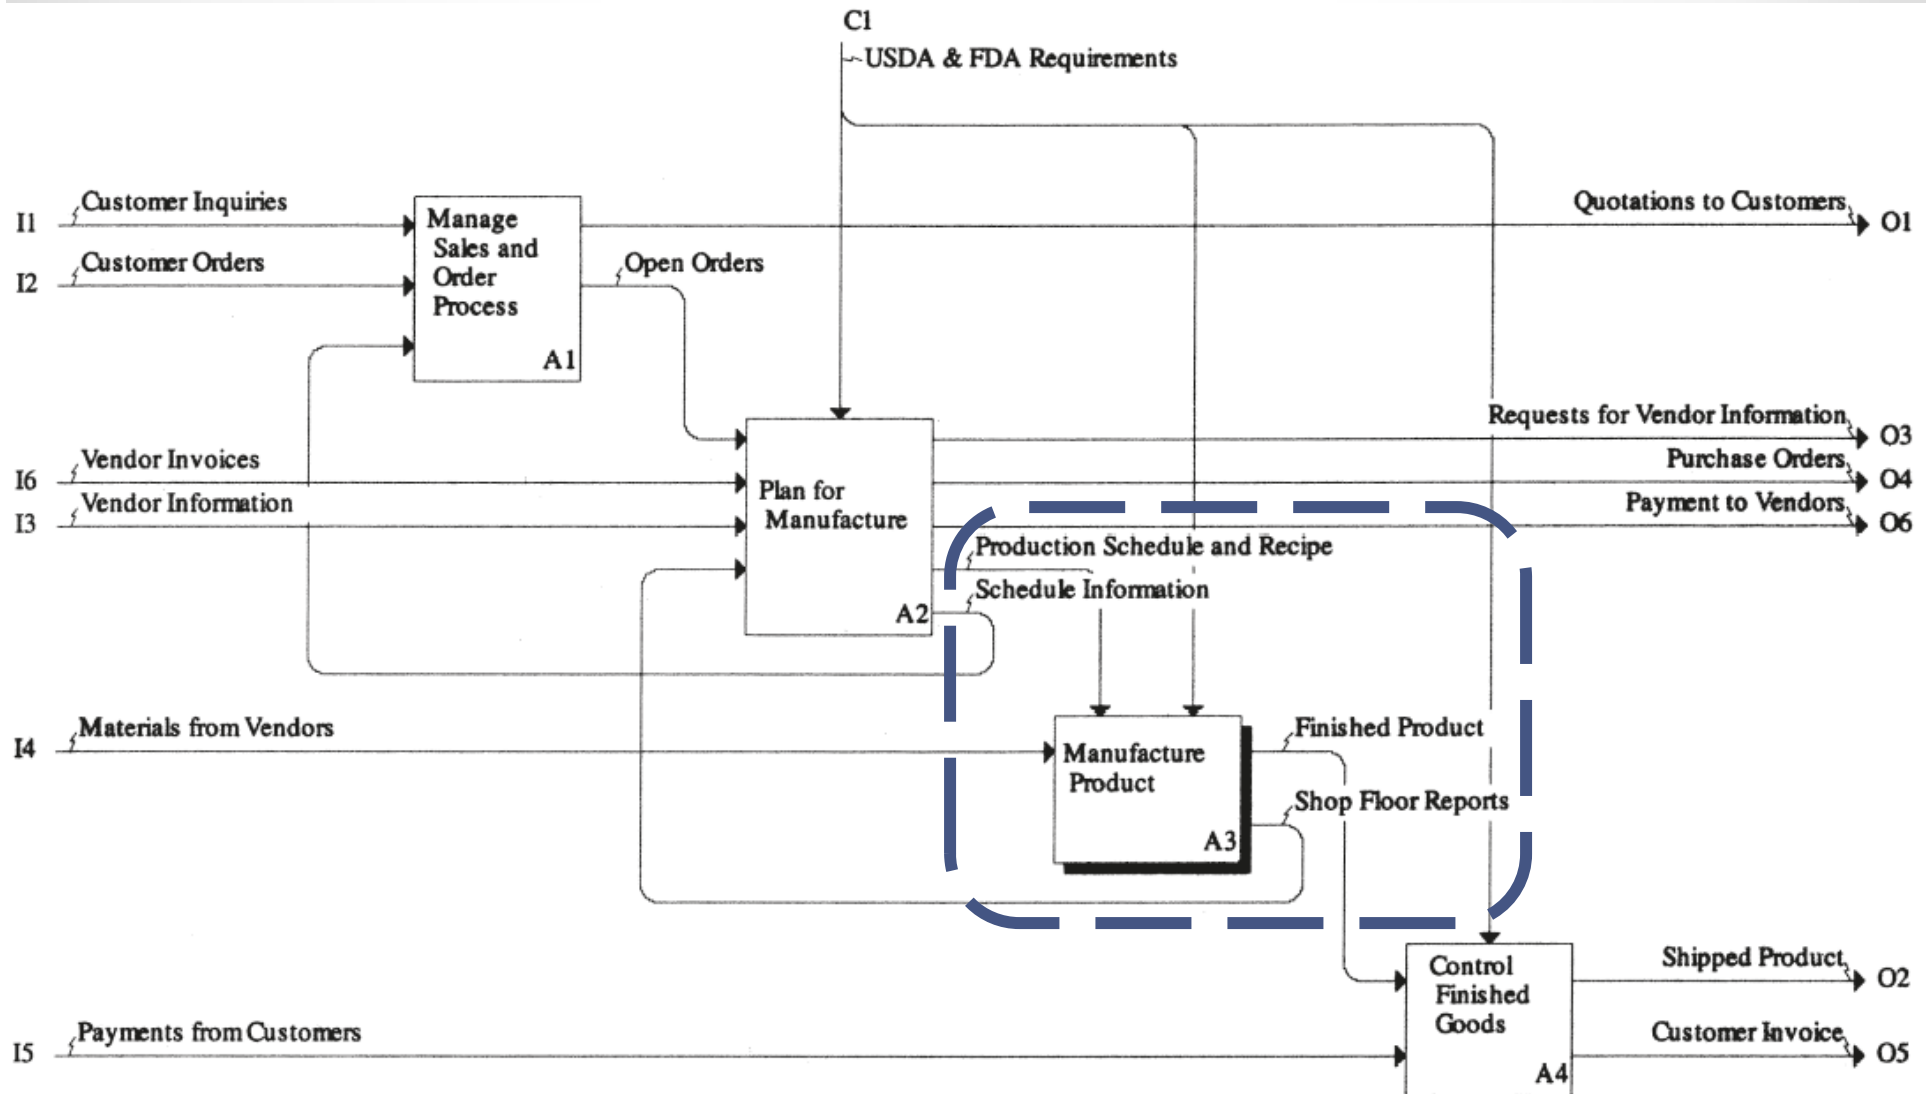 C1
USDA & FDA Requirements
I1
Customer Inquiries
Manage
Sales and
Order
Process
A1
Quotations to Customers
O1
I2
Customer Orders
Open Orders
Requests for Vendor Information
O3
I6
Vendor Invoices
Plan for
Manufacture
A2
Purchase Orders
O4
I3
Vendor Information
Payment to Vendors
O6
Production Schedule and Recipe
Schedule Information
I4
Materials from Vendors
Manufacture
Product
A3
Finished Product
Shop Floor Reports
Control
Finished
Goods
A4
Shipped Product
O2
I5
Payments from Customers
Customer Invoice
O5